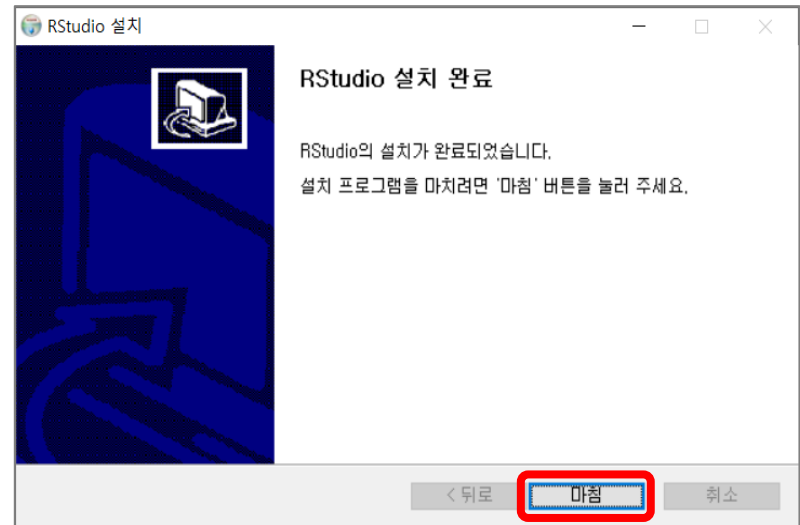 RStudio 설치
RStudio 설치 완료
RStudio의 설치가 완료되었습니다.
설치 프로그램을 마치려면 '마침' 버튼을 눌러 주세요.
< 뒤로
마침
취소